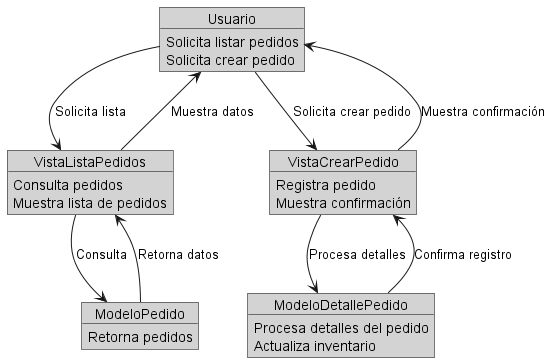 Usuario
Solicita listar pedidos
Solicita crear pedido
Solicita lista
Muestra datos
Solicita crear pedido
Muestra confirmación
VistaListaPedidos
Consulta pedidos
Muestra lista de pedidos
VistaCrearPedido
Registra pedido
Muestra confirmación
Consulta
Retorna datos
Procesa detalles
Confirma registro
ModeloPedido
Retorna pedidos
ModeloDetallePedido
Procesa detalles del pedido
Actualiza inventario